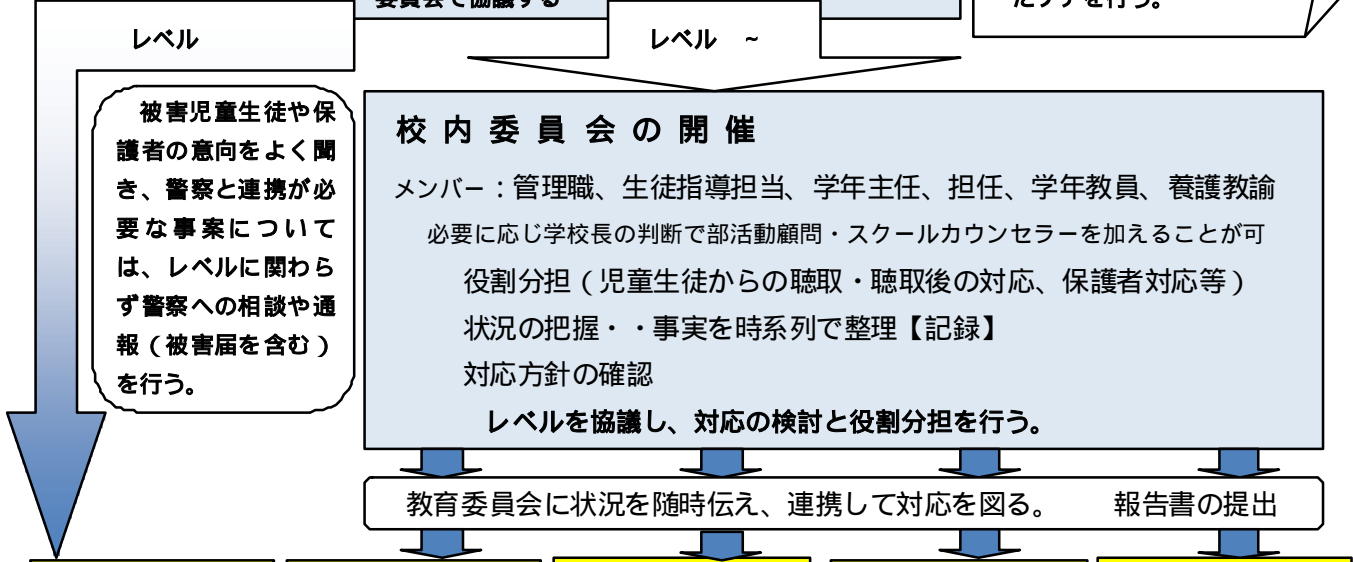 委員会で協議する
たケアを行う。
レベル
レベル ~
被害児童生徒や保
護者の意向をよく聞
き、警察と連携が必
要な事案について
は、レベルに関わら
ず警察への相談や通
報(被害届を含む)
を行う。
校内委員会の開催
メンバー:管理職、生徒指導担当、学年主任、担任、学年教員、養護教諭
必要に応じ学校長の判断で部活動顧問・スクールカウンセラーを加えることが可
役割分担(児童生徒からの聴取・聴取後の対応、保護者対応等)
状況の把握・・事実を時系列で整理【記録】
対応方針の確認
レベルを協議し、対応の検討と役割分担を行う。
教育委員会に状況を随時伝え、連携して対応を図る。 報告書の提出